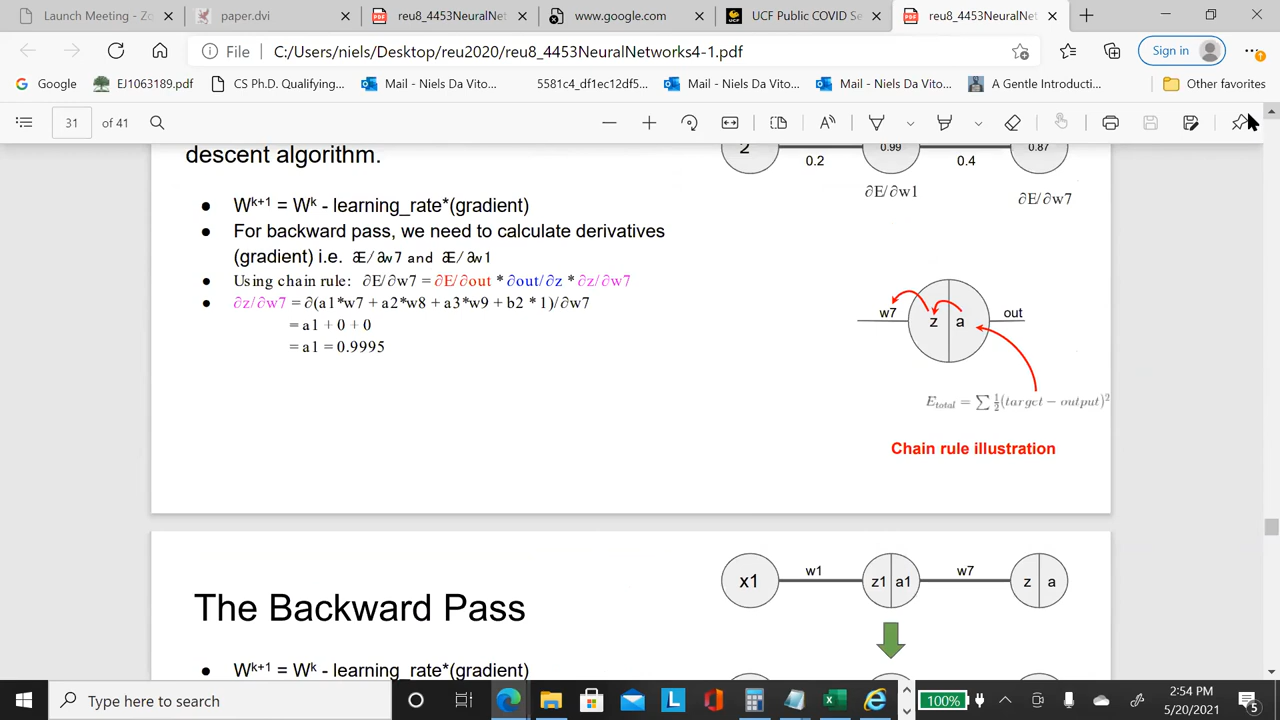 Launch Meeting - Zo
paper.dvi
reu8_4453NeuralNet
www.google.com
UCF Public COVID Se
reu8_4453NeuralNet
File C:/Users/niels/Desktop/reu2020/reu8_4453NeuralNetworks4-1.pdf
Sign in
Google
EJ1063189.pdf
CS Ph.D. Qualifying...
Mail - Niels Da Vito...
55814_df1ec12df5...
Mail - Niels Da Vito...
Mail - Niels Da Vito...
A Gentle Introducti...
Other favorites
31 of 41
descent algorithm.
2 0.2 0.99 0.4 0.87
∂E/∂w1 ∂E/∂w7
● Wᵏ⁺¹ = Wᵏ - learning_rate*(gradient)
● For backward pass, we need to calculate derivatives
(gradient) i.e. Æ/∂w7 and Æ/∂w1
● Using chain rule: ∂E/∂w7 = ∂E/∂out * ∂out/∂z * ∂z/∂w7
● ∂z/∂w7 = ∂(a1*w7 + a2*w8 + a3*w9 + b2 * 1)/∂w7
= a1 + 0 + 0
= a1 = 0.9995
w7 z a out
E_total = ∑ ½(target − output)²
Chain rule illustration
x1 w1 z1 a1 w7 z a
The Backward Pass
● Wᵏ⁺¹ = Wᵏ - learning_rate*(gradient)
Type here to search
100%
2:54 PM
5/20/2021
5